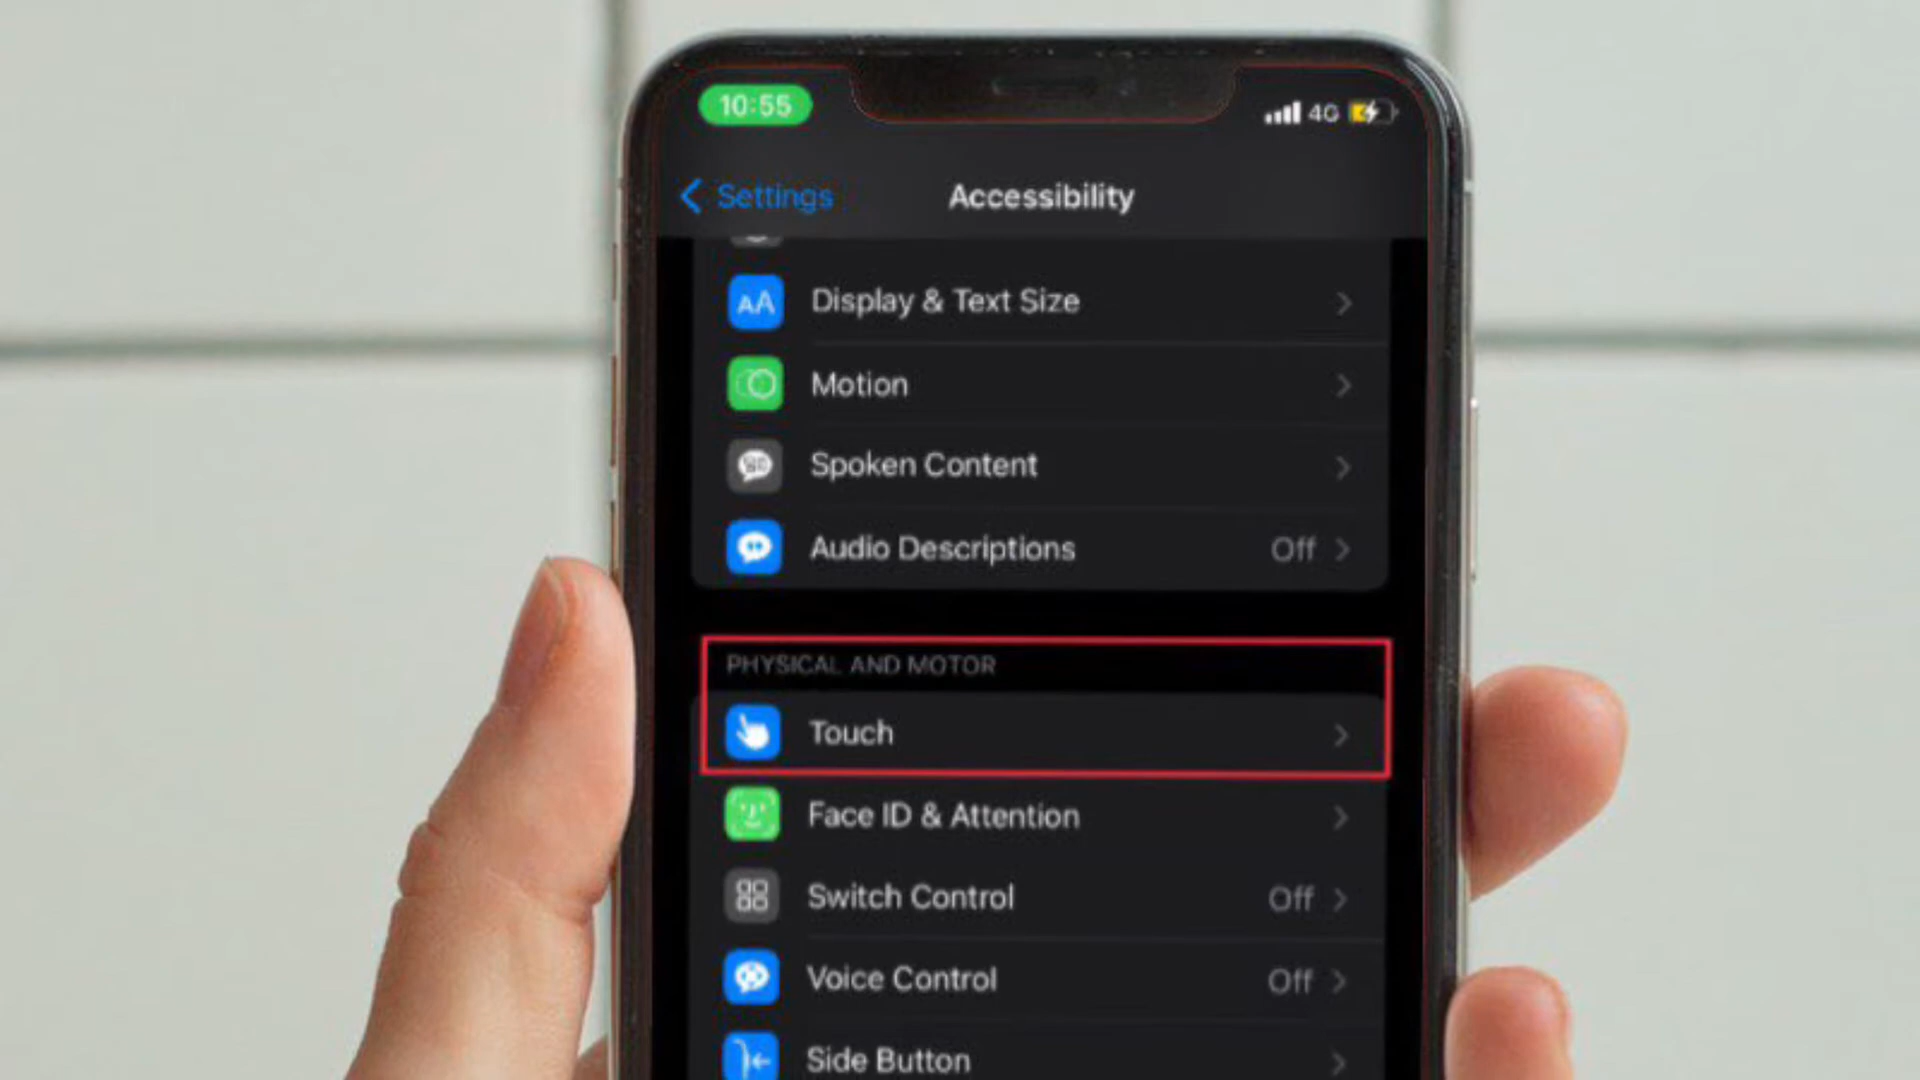 10:55
4G
Settings
Accessibility
AA
Display & Text Size
Motion
Spoken Content
Audio Descriptions
Off
PHYSICAL AND MOTOR
Touch
Face ID & Attention
Switch Control
Off
Voice Control
Off
Side Button